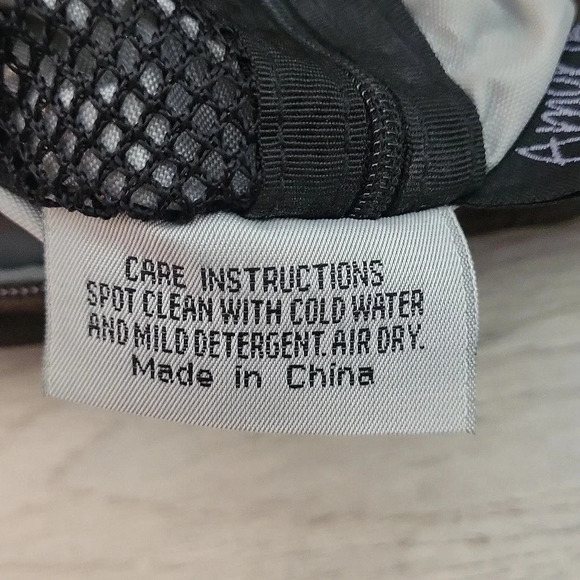 CARE INSTRUCTIONS
SPOT CLEAN WITH COLD WATER
AND MILD DETERGENT. AIR DRY.
Made in China